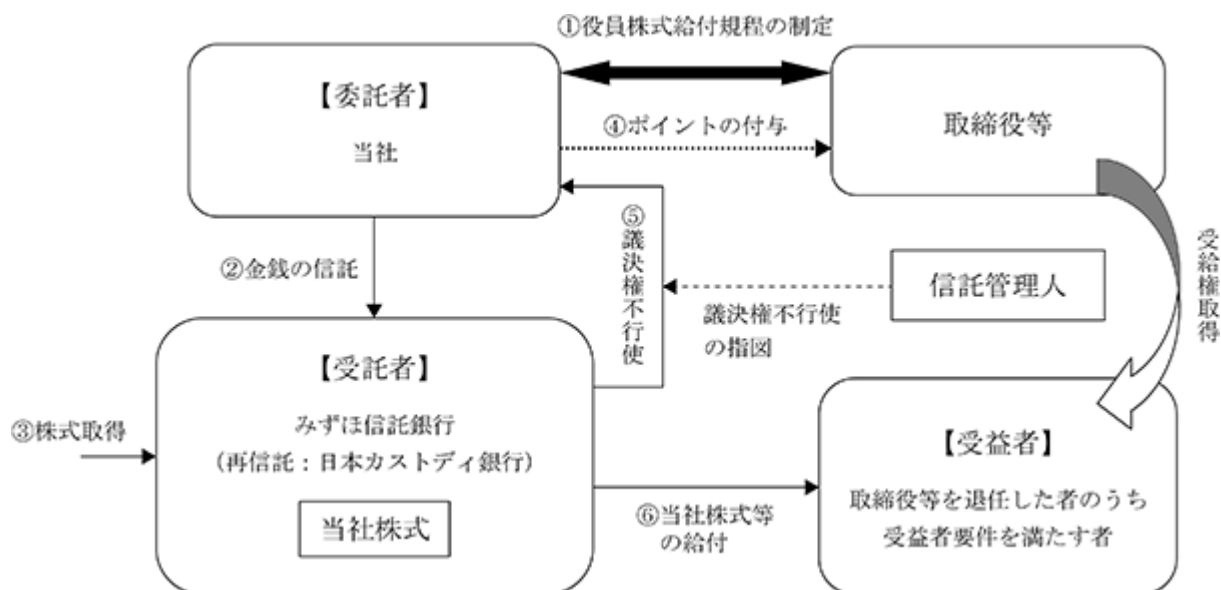 ①役員株式給付規程の制定
【委託者】
当社
④ポイントの付与
取締役等
②金銭の信託
⑤議決権不行使
議決権不行使
の指図
信託管理人
受給権取得
【受託者】
みずほ信託銀行
(再信託：日本カストディ銀行)
当社株式
③株式取得
⑥当社株式等
の給付
【受益者】
取締役等を退任した者のうち
受益者要件を満たす者